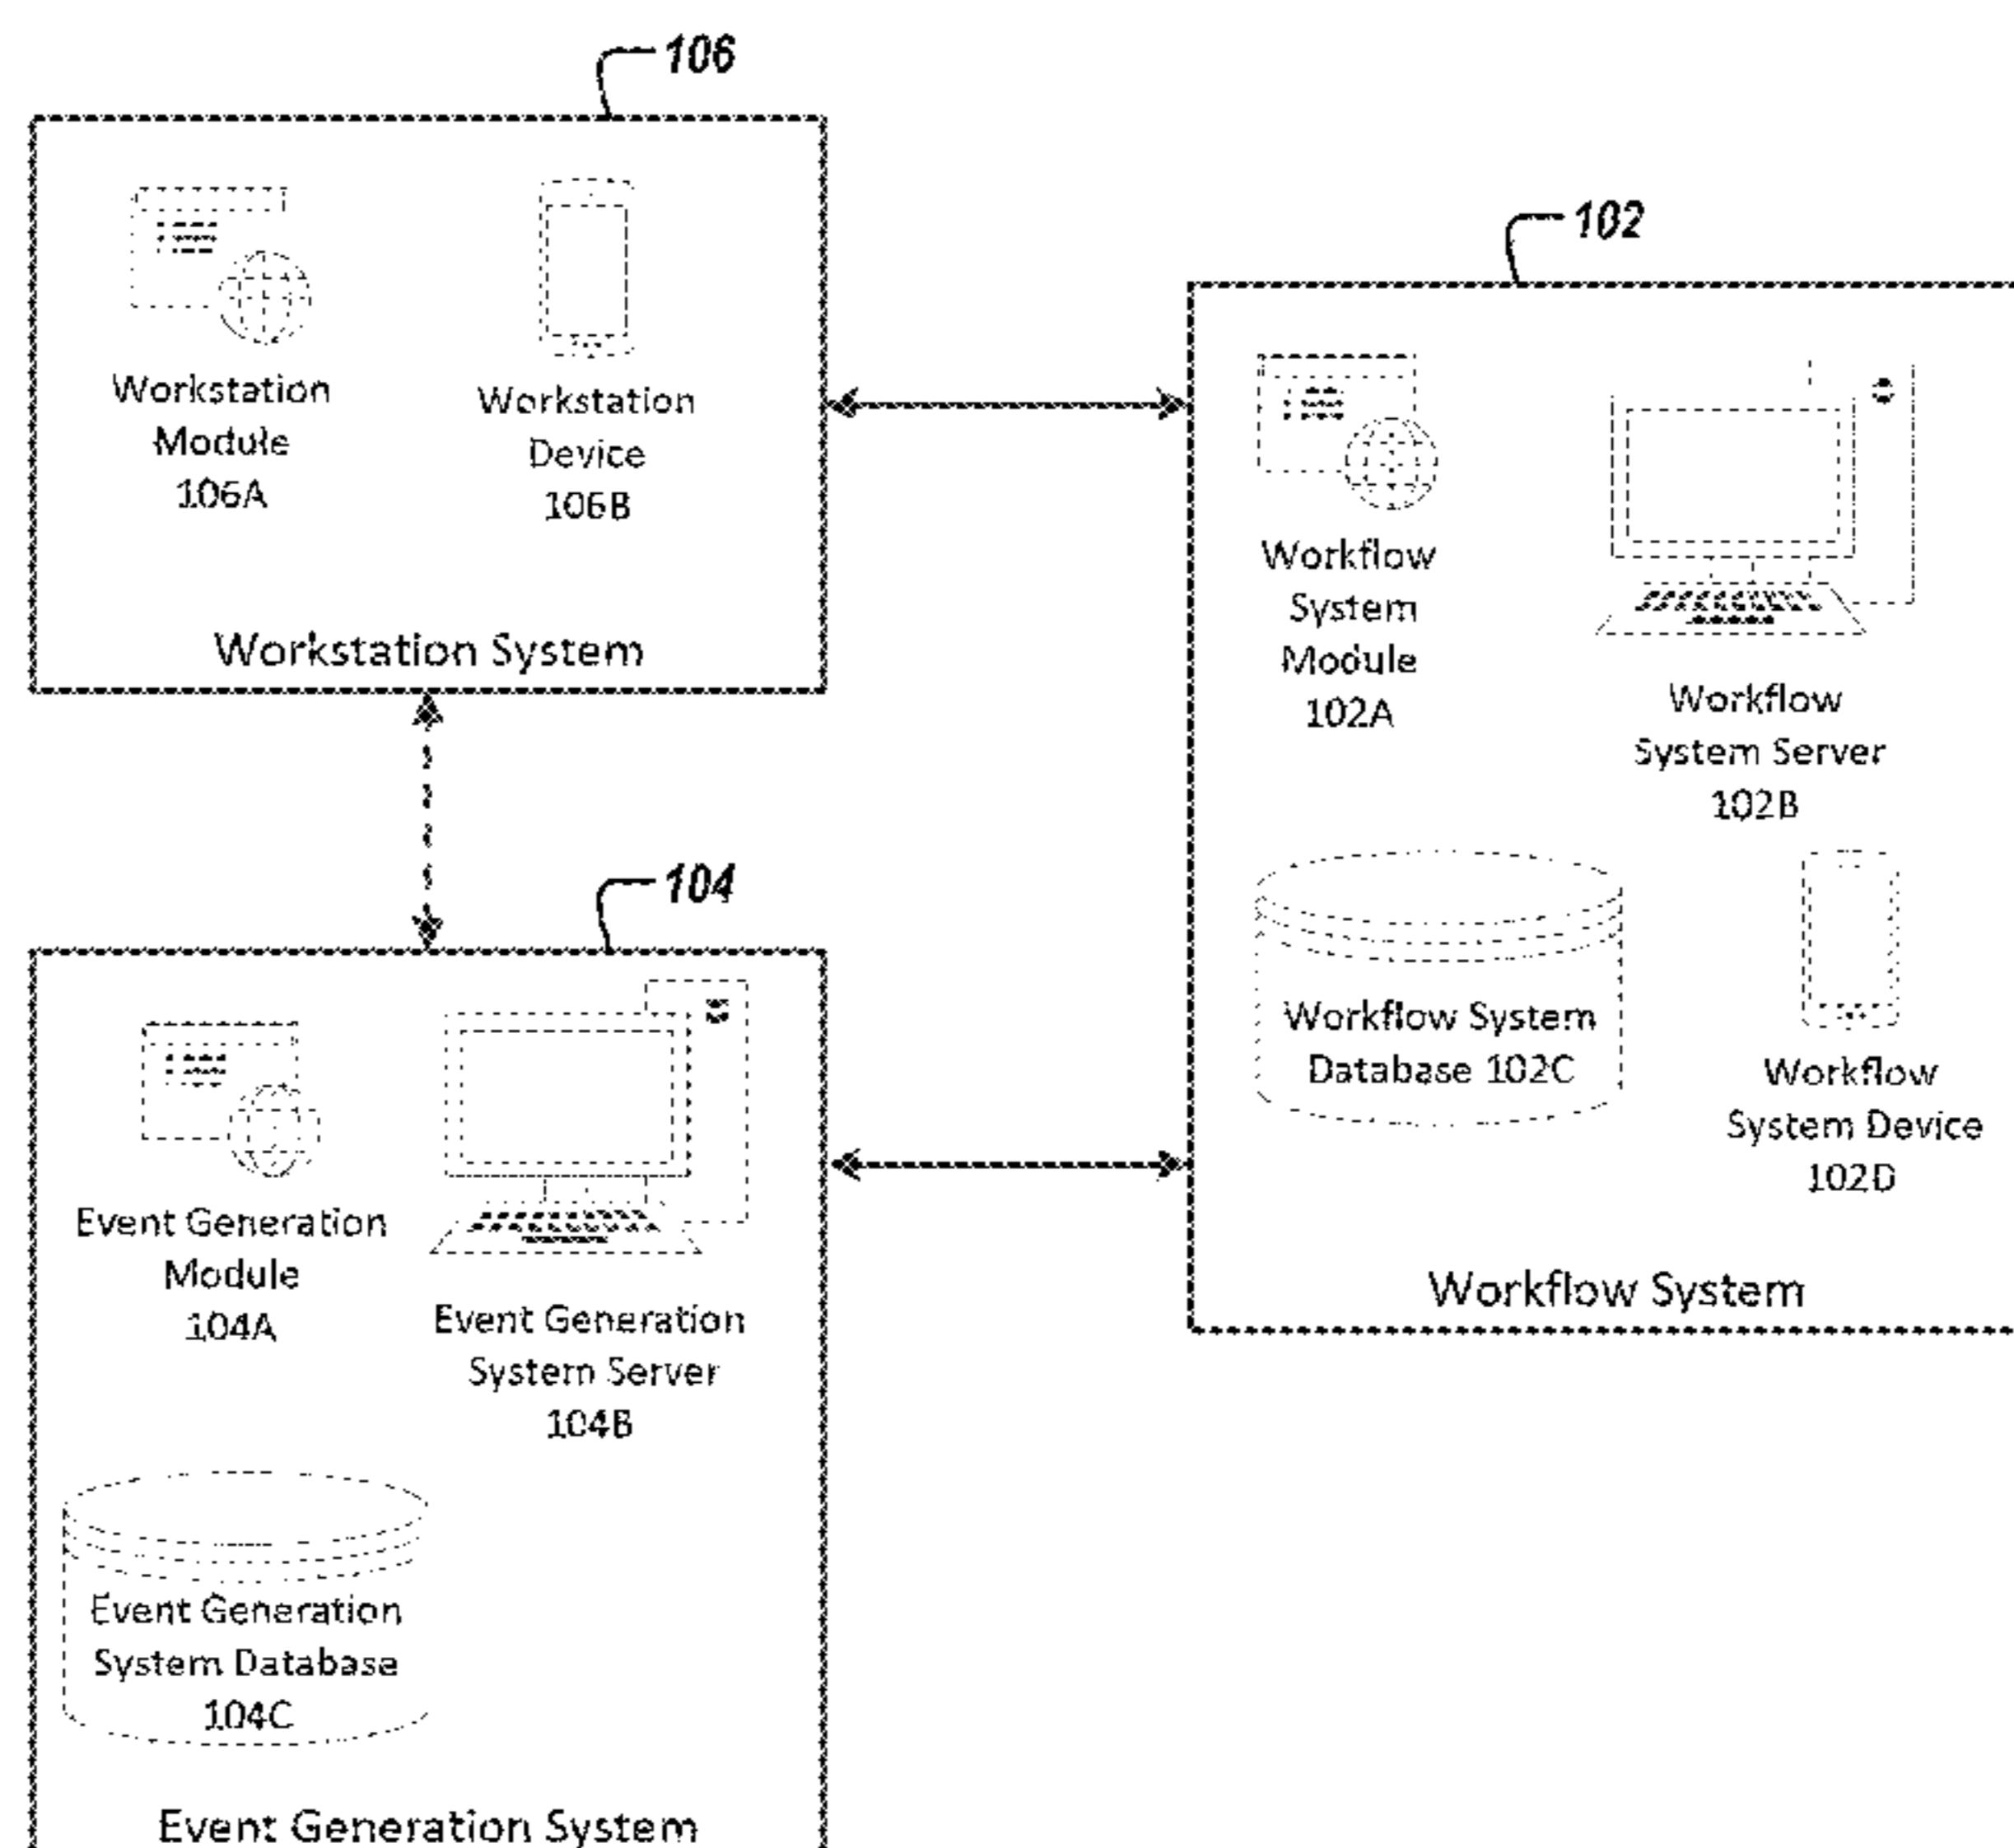 106
Workstation
Module
106A
Workstation
Device
106B
Workstation System
102
Workflow
System
Module
102A
Workflow
System Server
102B
Workflow System
Database 102C
Workflow
System Device
102D
Workflow System
104
Event Generation
Module
104A
Event Generation
System Server
104B
Event Generation
System Database
104C
Event Generation System